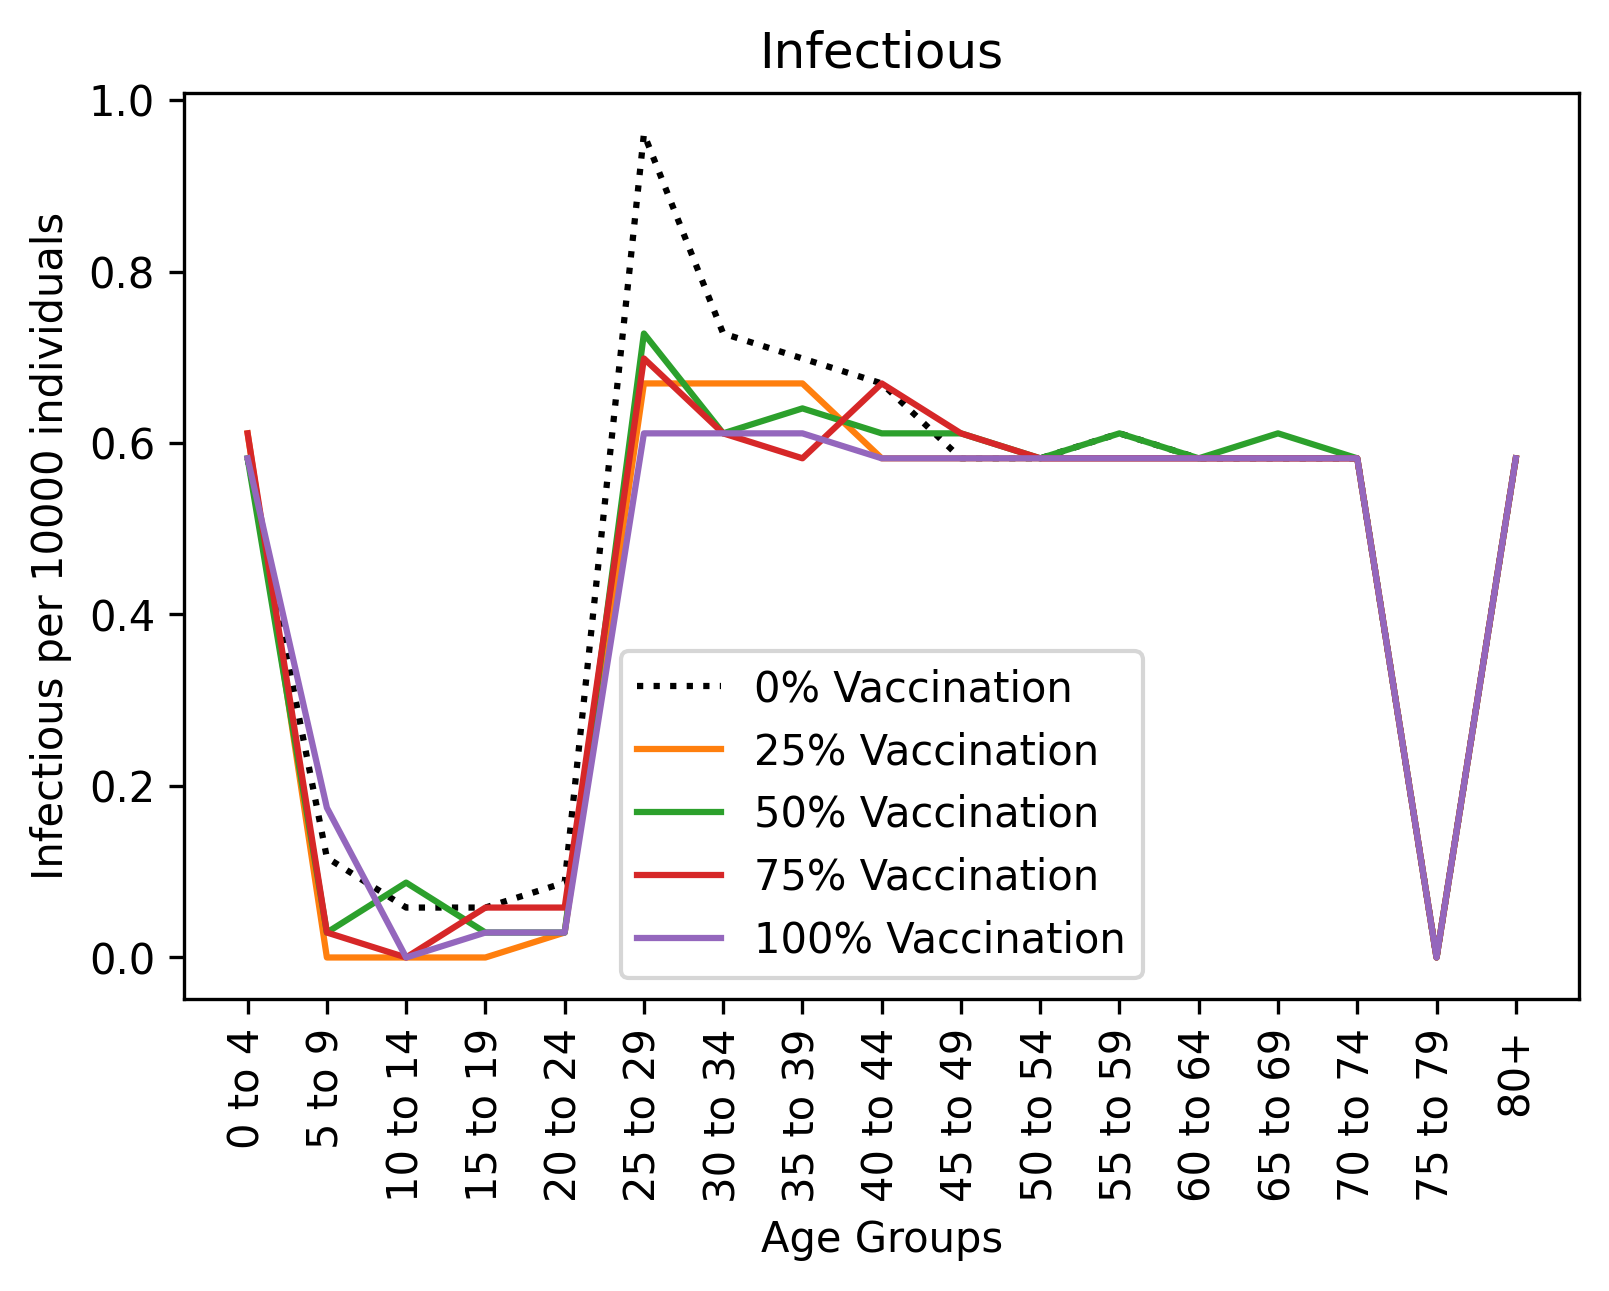 Infectious
Infectious per 10000 individuals
1.0
0.8
0.6
0.4
0.2
0.0
0% Vaccination
25% Vaccination
50% Vaccination
75% Vaccination
100% Vaccination
0 to 4
5 to 9
10 to 14
15 to 19
20 to 24
25 to 29
30 to 34
35 to 39
40 to 44
45 to 49
50 to 54
55 to 59
60 to 64
65 to 69
70 to 74
75 to 79
80+
Age Groups